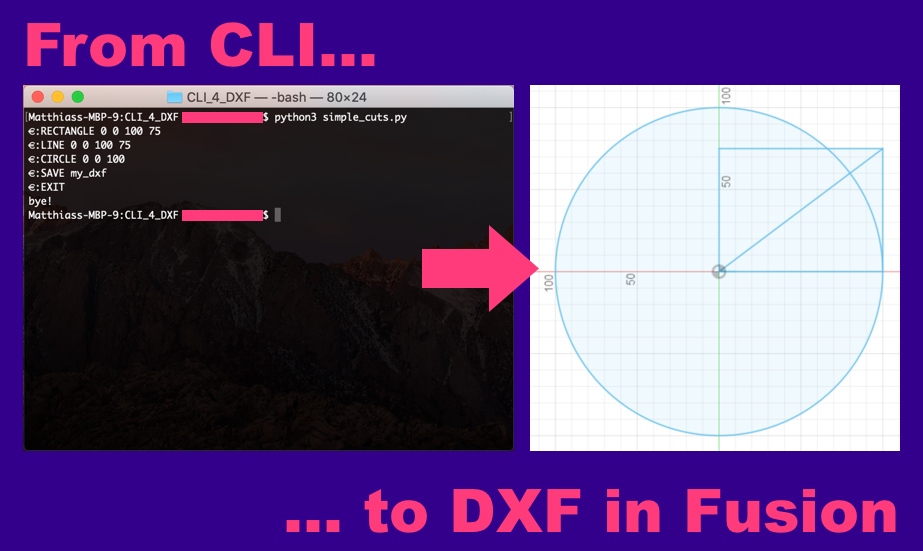 From CLI...
CLI_4_DXF — -bash — 80×24
[Matthiass-MBP-9:CLI_4_DXF $ python3 simple_cuts.py ]
€:RECTANGLE 0 0 100 75
€:LINE 0 0 100 75
€:CIRCLE 0 0 100
€:SAVE my_dxf
€:EXIT
bye!
Matthiass-MBP-9:CLI_4_DXF $
100
50
50
100
... to DXF in Fusion